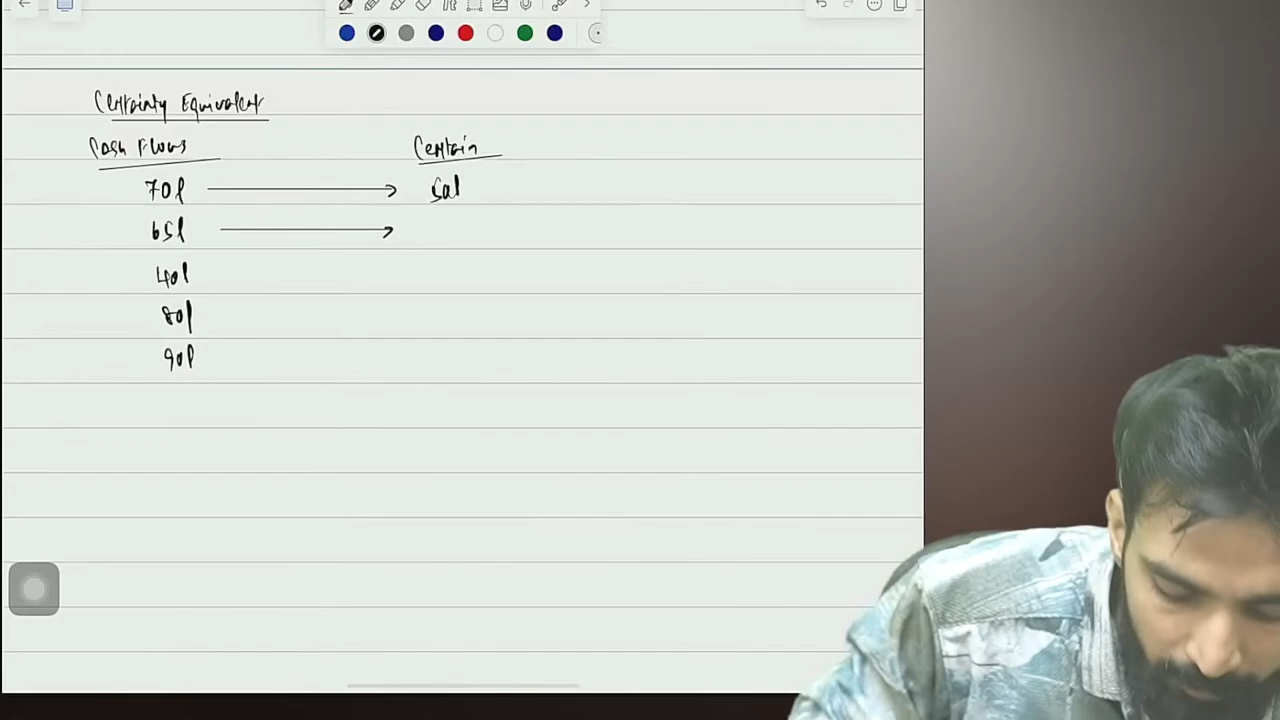 Certainty Equivalent
Cash Flows Certain
70l 50l
65l
40l
80l
90l